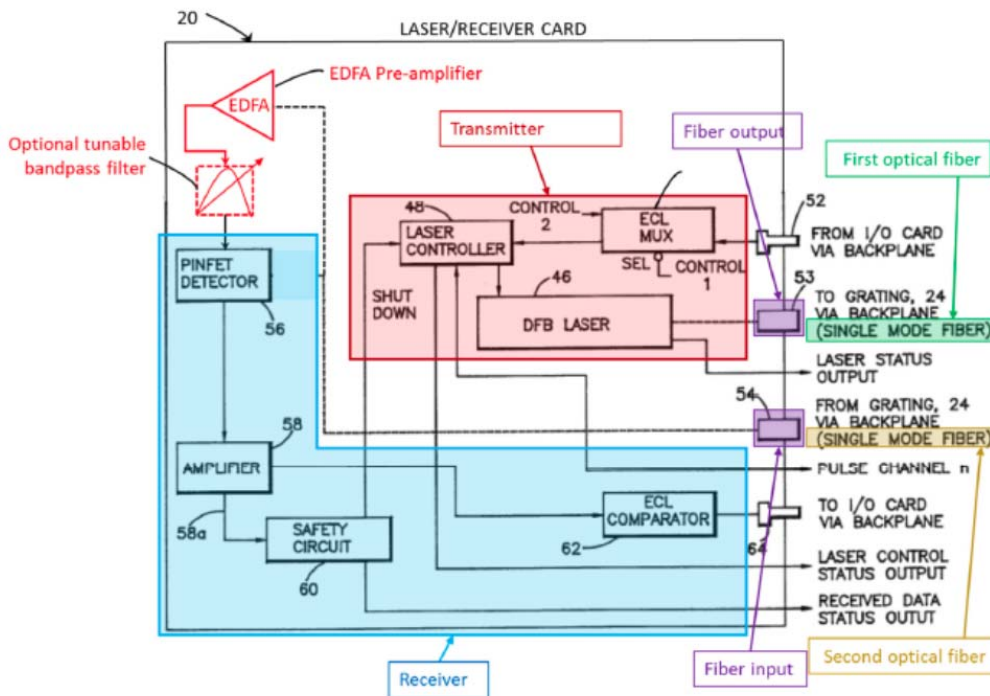 20
LASER/RECEIVER CARD
EDFA Pre-amplifier
EDFA
Optional tunable
bandpass filter
Transmitter
Fiber output
First optical fiber
48
LASER
CONTROLLER
CONTROL
2
ECL
MUX
SEL
CONTROL
1
52
FROM I/O CARD
VIA BACKPLANE
PINFET
DETECTOR
56
SHUT
DOWN
46
DFB LASER
53
TO GRATING, 24
VIA BACKPLANE
(SINGLE MODE FIBER)
LASER STATUS
OUTPUT
54
FROM GRATING, 24
VIA BACKPLANE
(SINGLE MODE FIBER)
PULSE CHANNEL n
AMPLIFIER
58
58a
SAFETY
CIRCUIT
60
ECL
COMPARATOR
62
64
TO I/O CARD
VIA BACKPLANE
LASER CONTROL
STATUS OUTPUT
RECEIVED DATA
STATUS OUTUT
Receiver
Fiber input
Second optical fiber